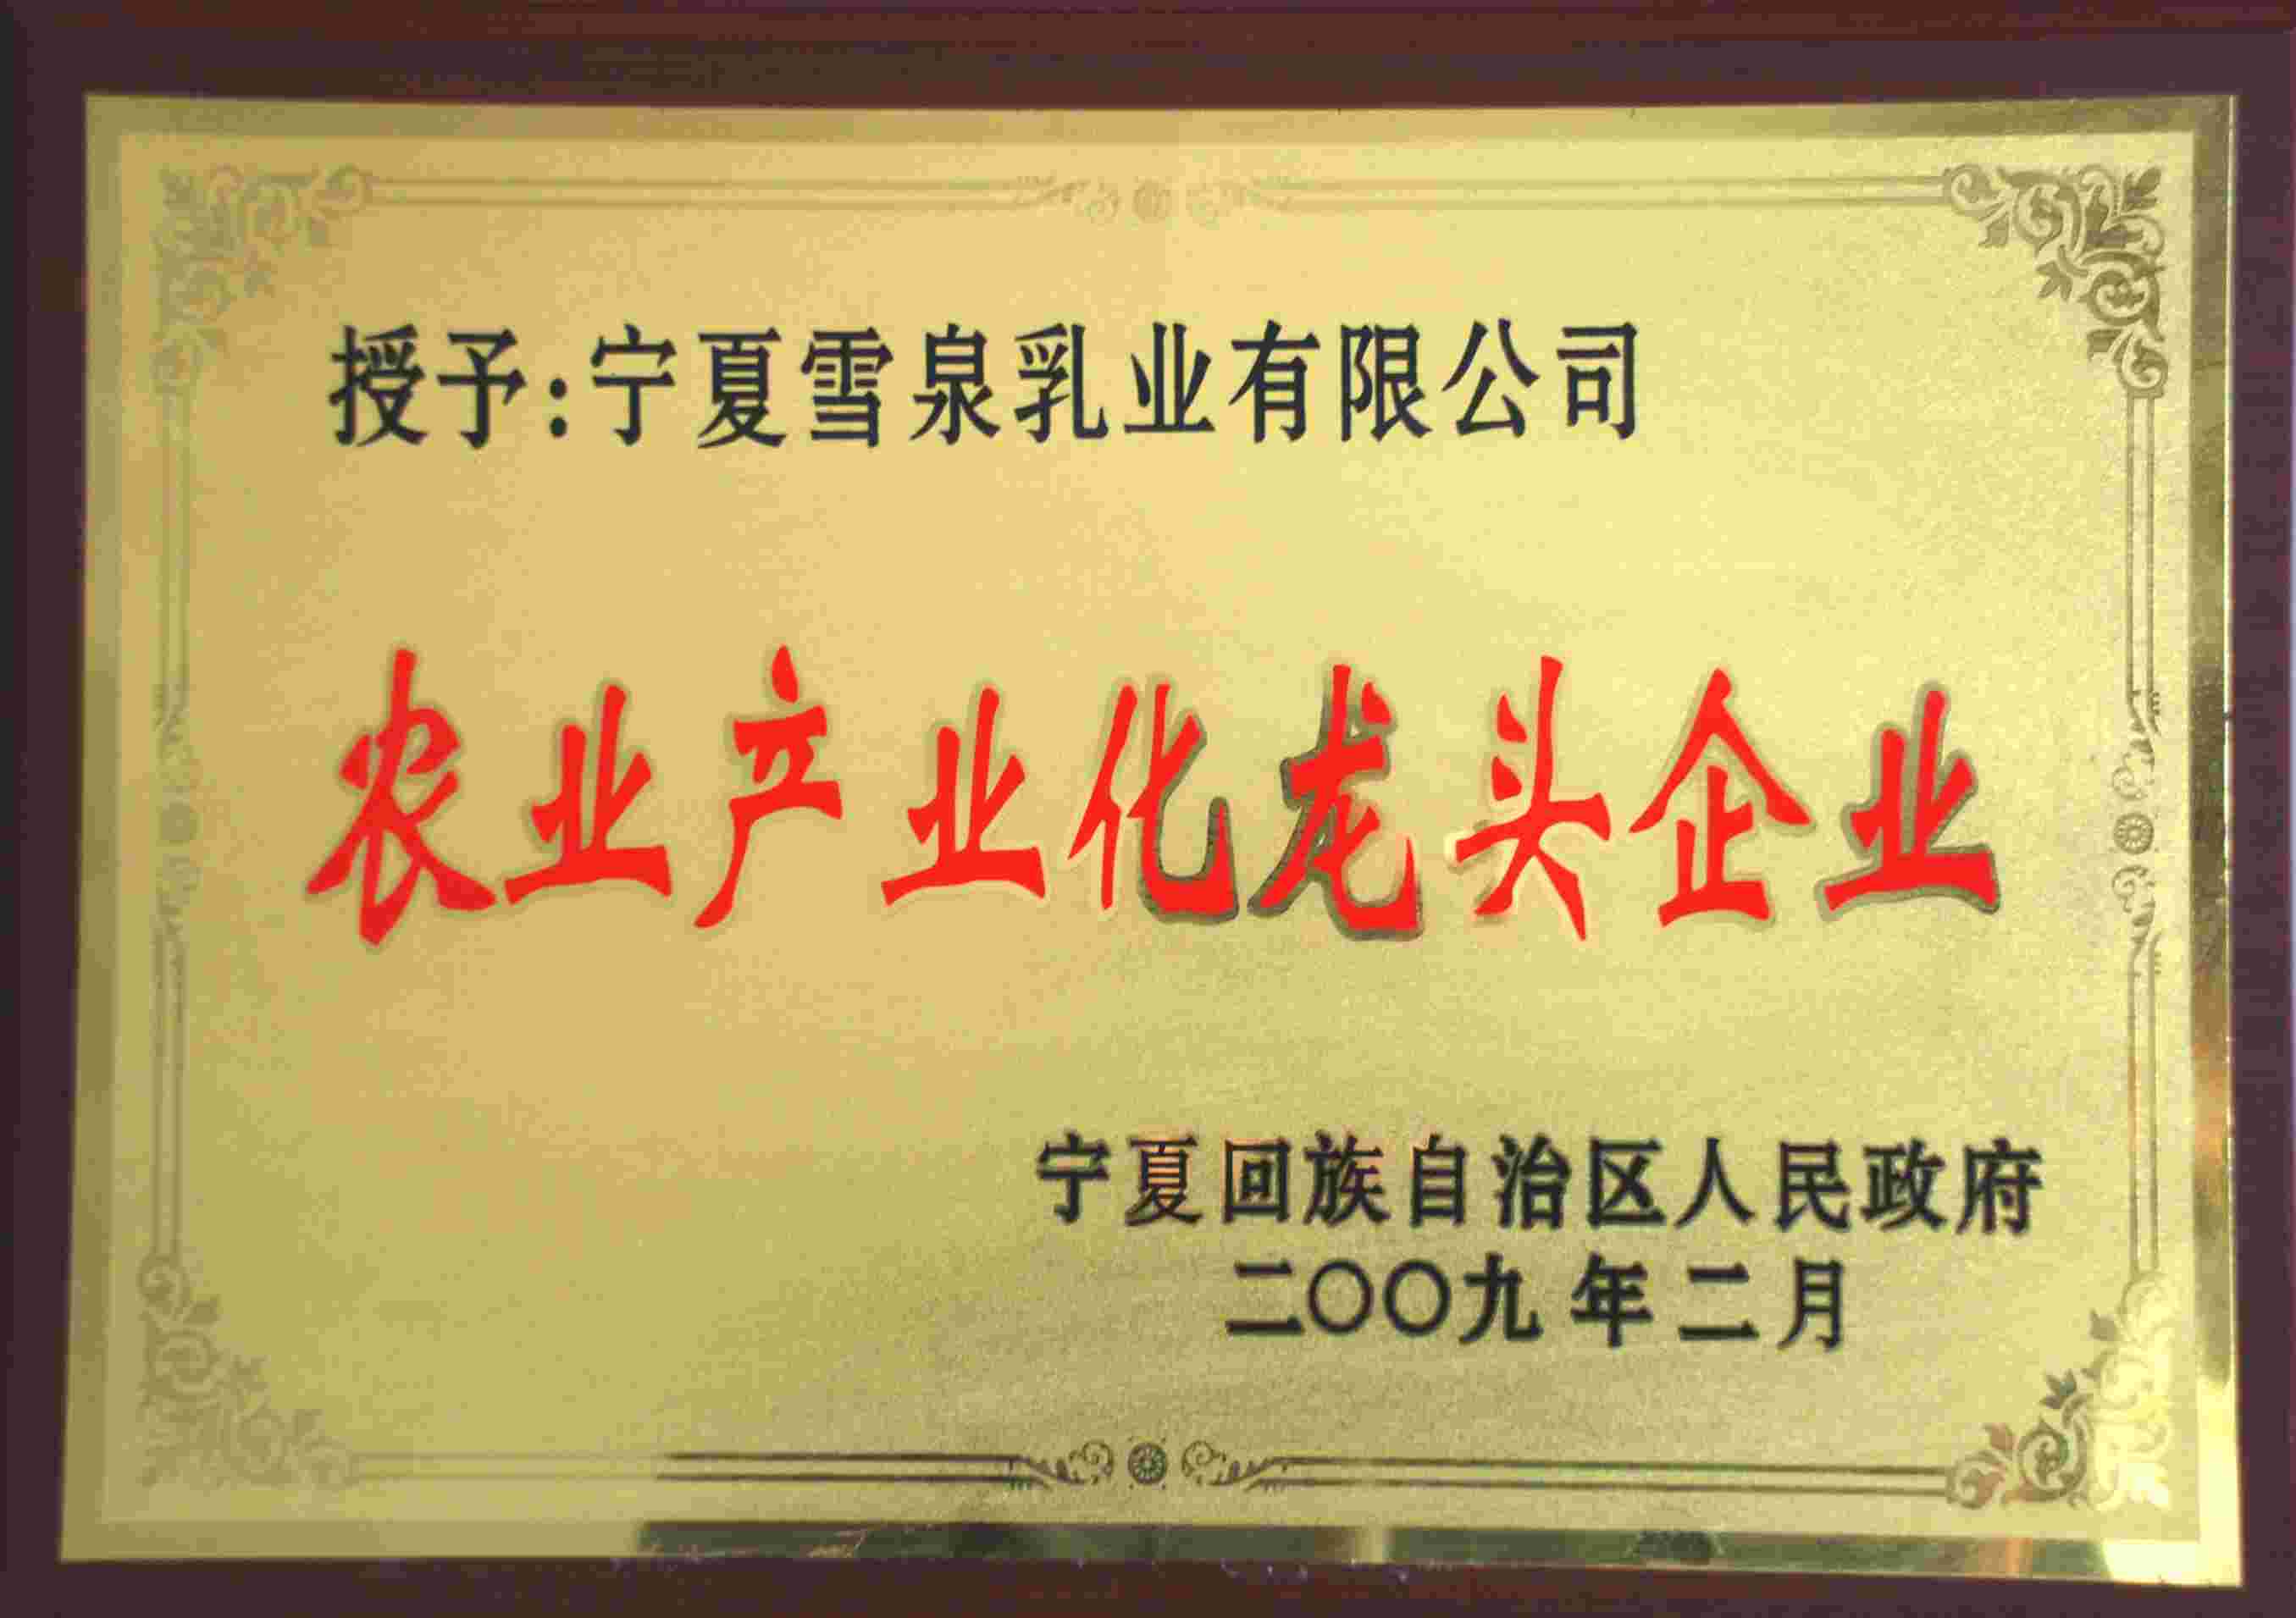 授予:宁夏雪泉乳业有限公司
农业产业化龙头企业
宁夏回族自治区人民政府
二〇〇九年二月